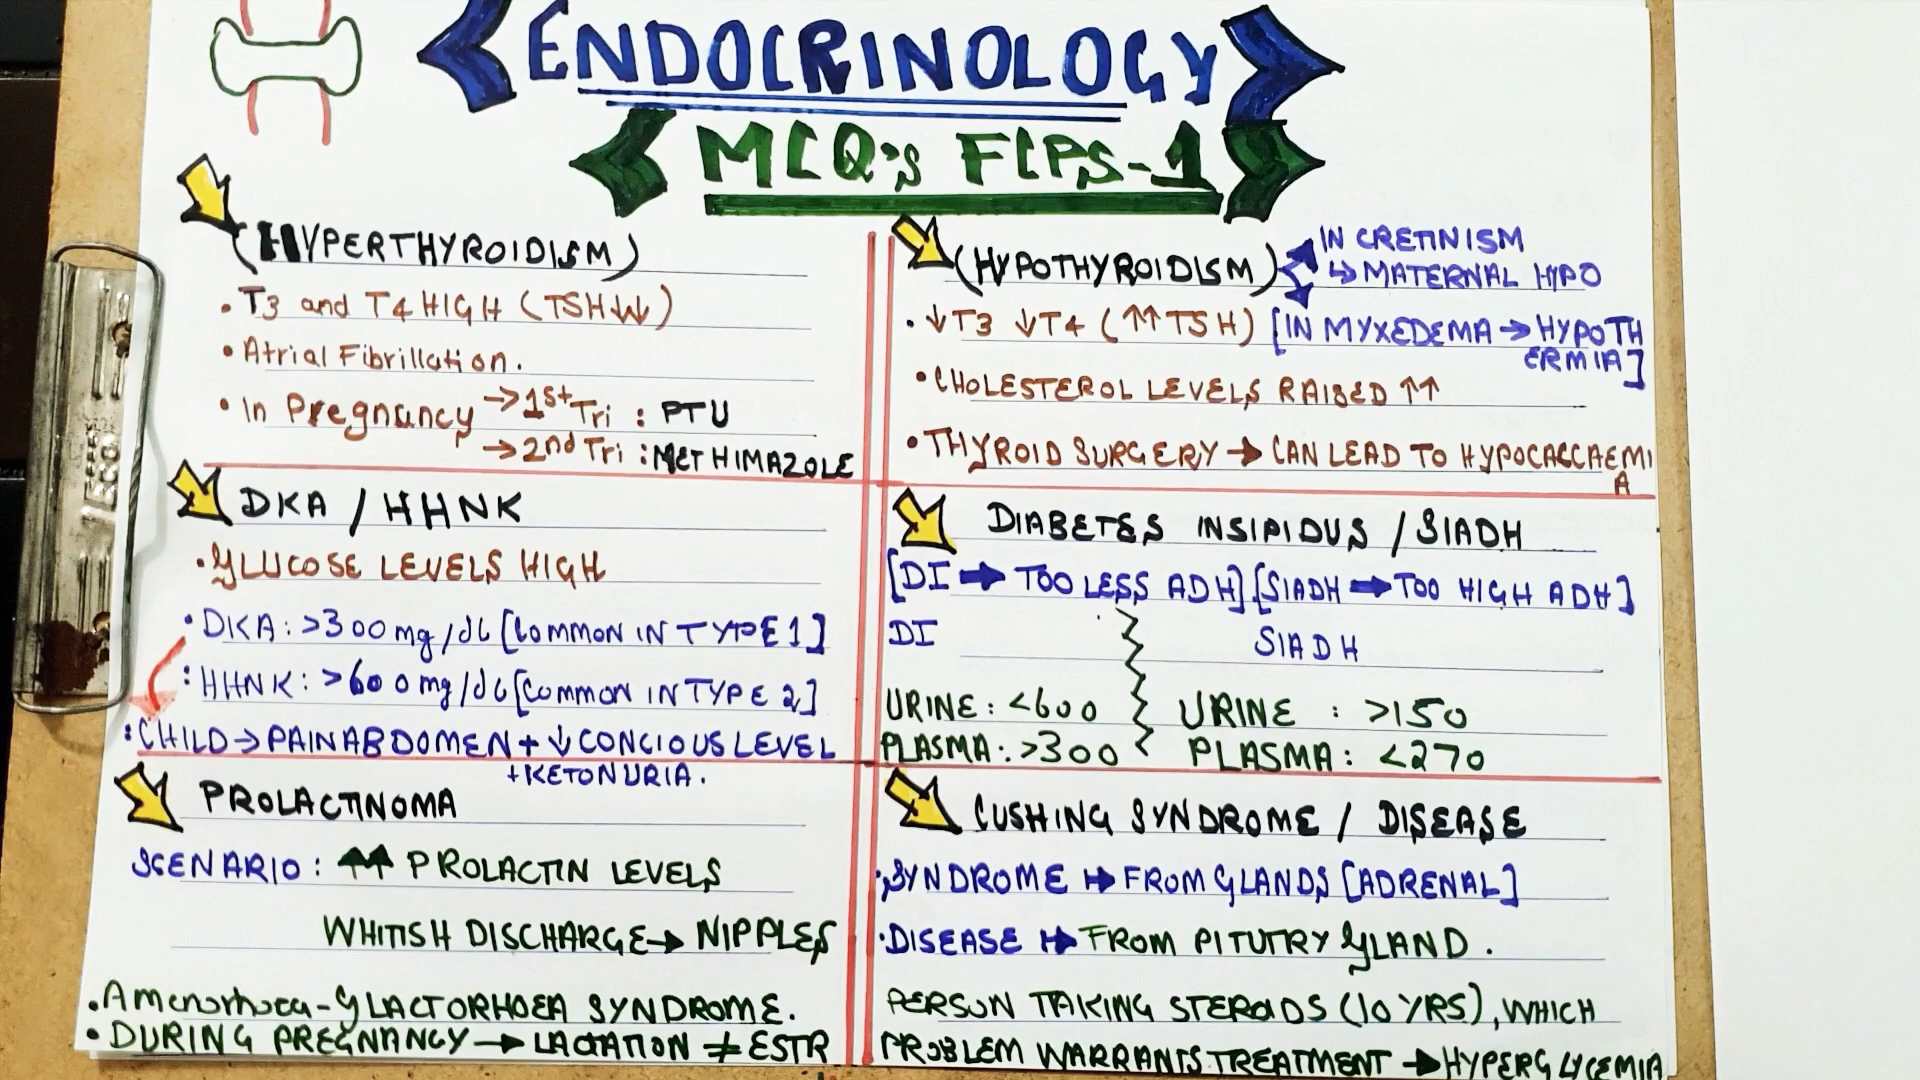 ENDOCRINOLOGY
MCQ's FCPS-1
(HYPERTHYROIDISM)
• T3 and T4 HIGH (TSH↓↓)
• Atrial Fibrillation.
• In Pregnancy → 1st Tri : PTU
→ 2nd Tri : METHIMAZOLE
(HYPOTHYROIDISM)
IN CRETINISM
↳ MATERNAL HYPO
• ↓T3 ↓T4 (↑↑TSH) [IN MYXEDEMA → HYPOTH
ERMIA]
• CHOLESTEROL LEVELS RAISED ↑↑
• THYROID SURGERY → CAN LEAD TO HYPOCALCAEMI
A
DKA / HHNK
• GLUCOSE LEVELS HIGH
• DKA : >300 mg/dL [COMMON IN TYPE 1]
: HHNK : >600 mg/dL [COMMON IN TYPE 2]
: CHILD → PAIN ABDOMEN + ↓ CONCIOUS LEVEL
+ KETONURIA.
DIABETES INSIPIDUS / SIADH
[DI → TOO LESS ADH] [SIADH → TOO HIGH ADH]
DI SIADH
URINE : <600 URINE : >150
PLASMA : >300 PLASMA : <270
PROLACTINOMA
SCENARIO : ↑↑ PROLACTIN LEVELS
WHITISH DISCHARGE → NIPPLES
• Amenorhoea-GLACTORHOEA SYNDROME.
• DURING PREGNANCY → LACTATION ≠ ESTR
CUSHING SYNDROME / DISEASE
• SYNDROME ↦ FROM GLANDS [ADRENAL]
• DISEASE ↦ FROM PITUTRY GLAND .
PERSON TAKING STEROIDS (10 YRS), WHICH
PROBLEM WARRANTS TREATMENT → HYPERGLYCEMIA